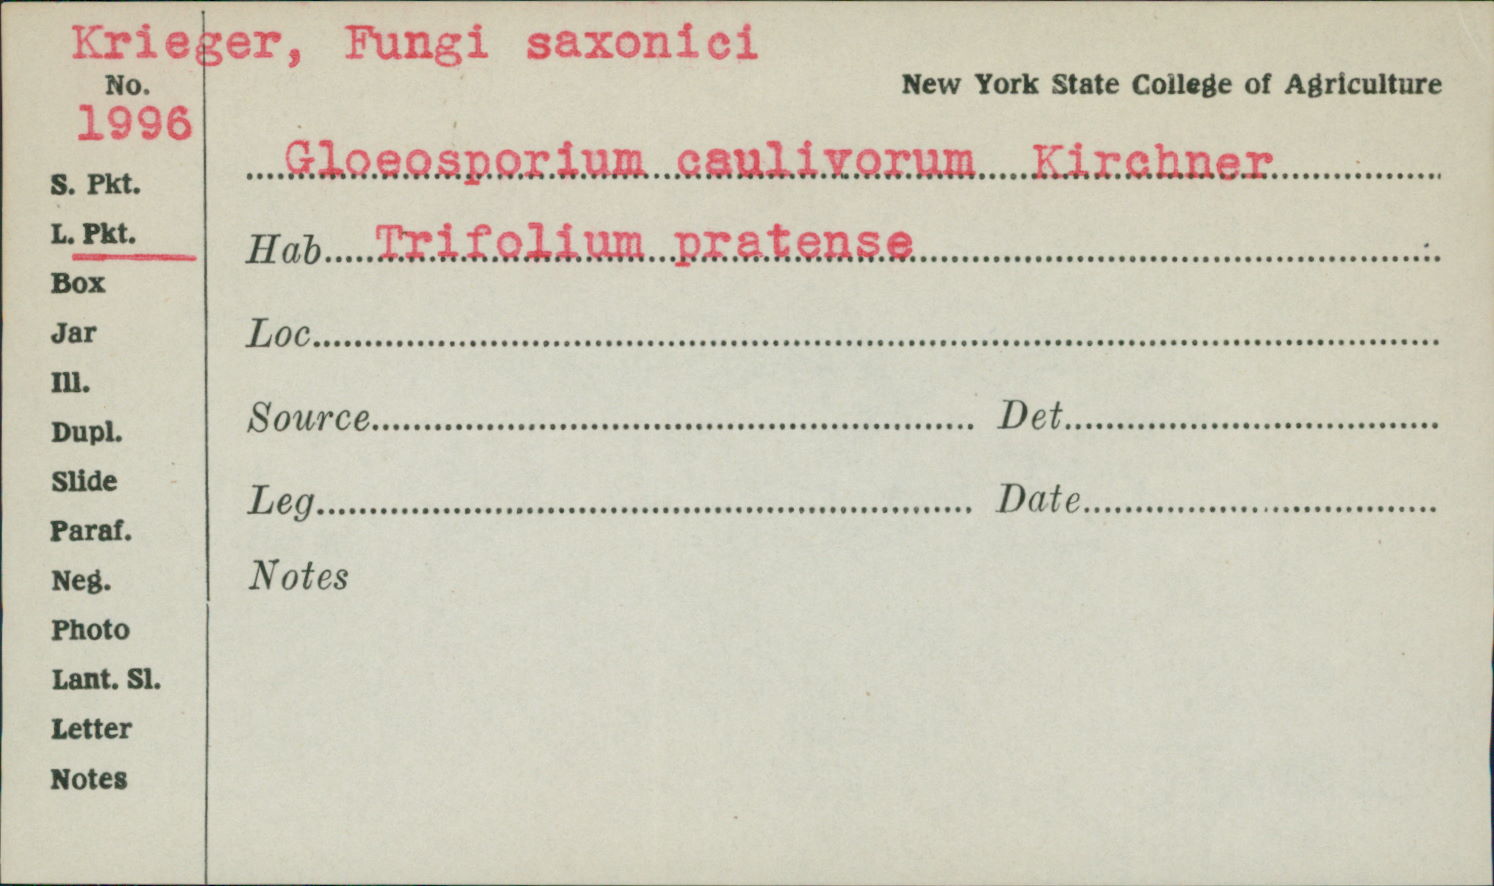 Krieger, Fungi saxonici
No.
1996
New York State College of Agriculture
Gloeosporium caulivorum Kirchner
Hab. Trifolium pratense
Loc.
Source Det.
Leg. Date
Notes
S. Pkt.
L. Pkt.
Box
Jar
Ill.
Dupl.
Slide
Paraf.
Neg.
Photo
Lant. Sl.
Letter
Notes